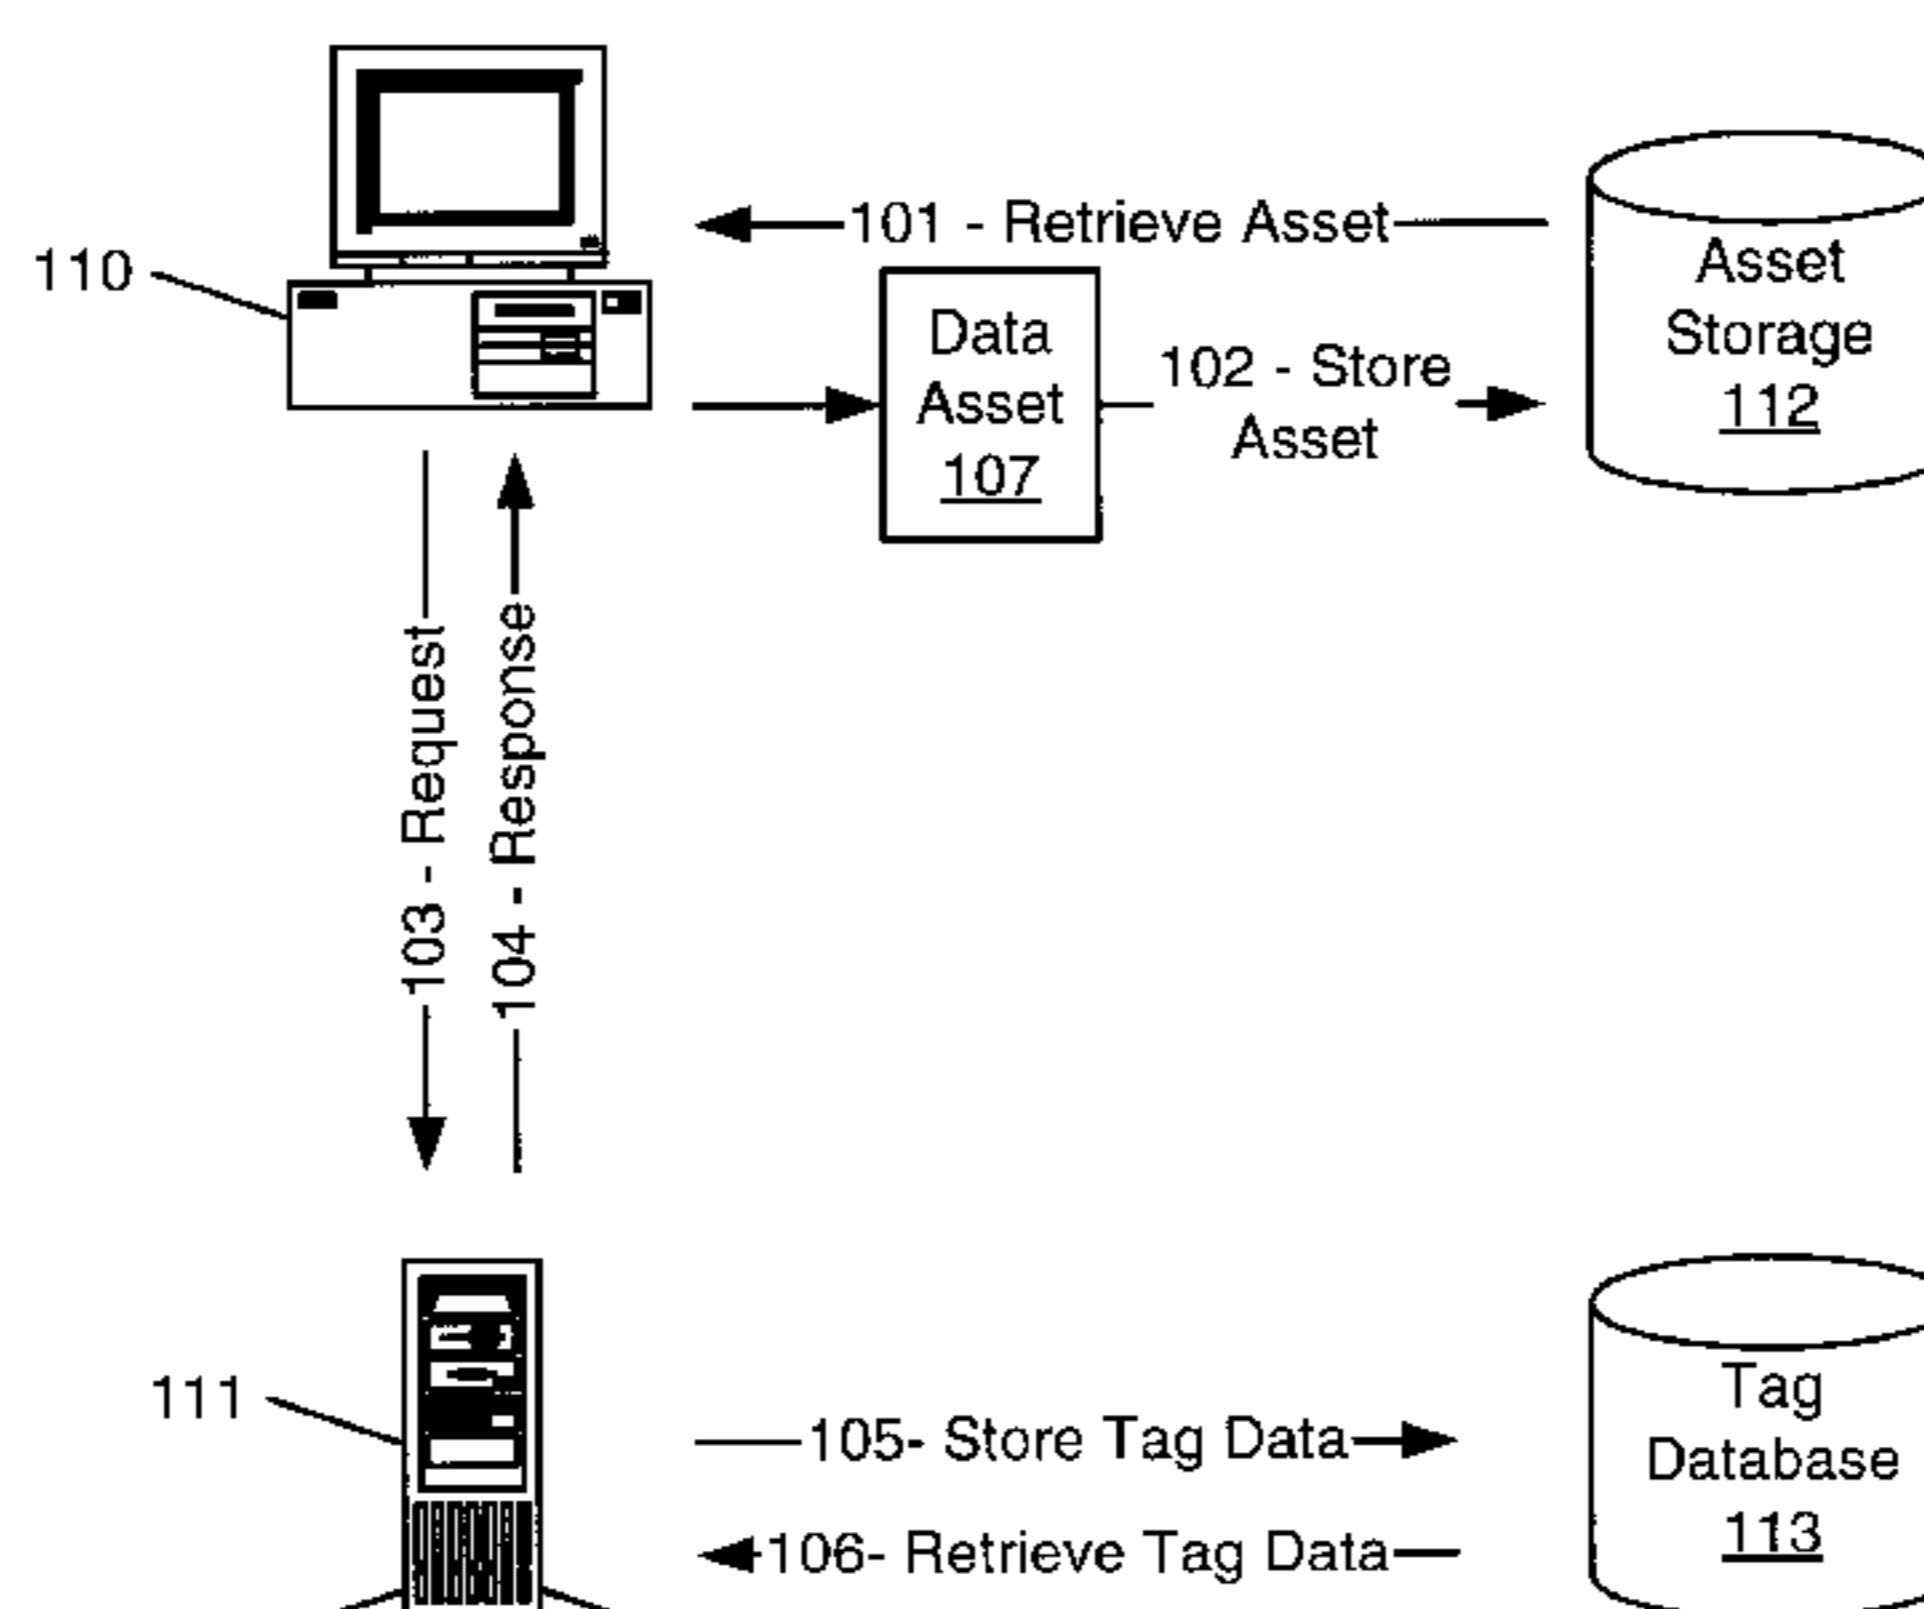 101 - Retrieve Asset
Asset
Storage
112
110
Data
Asset
107
102 - Store
Asset
103 - Request
104 - Response
111
105- Store Tag Data
106- Retrieve Tag Data
Tag
Database
113